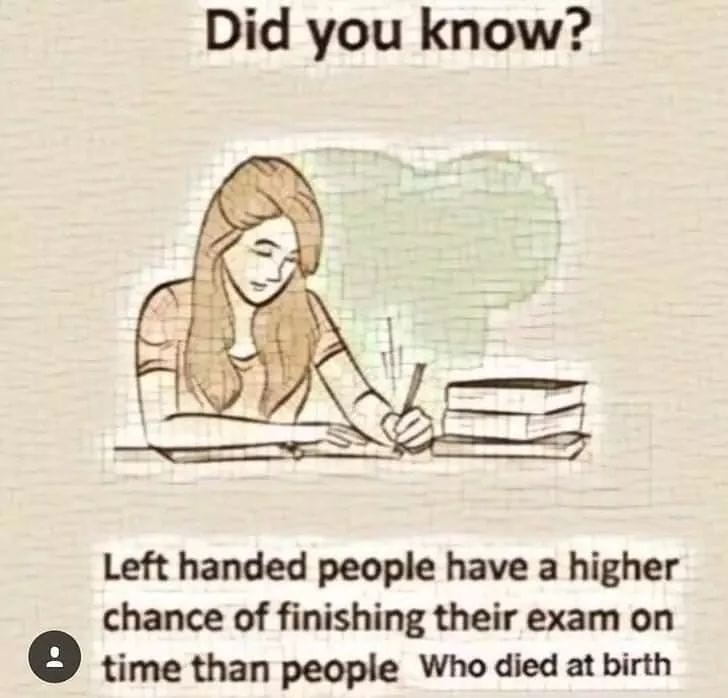 Did you know?
Left handed people have a higher
chance of finishing their exam on
time than people Who died at birth